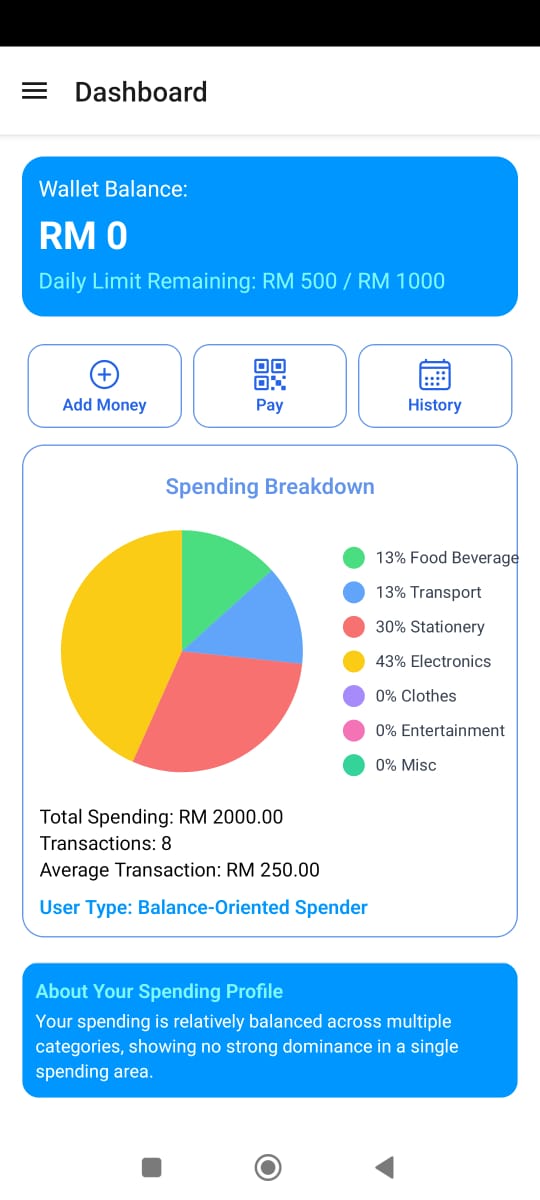 Dashboard
Wallet Balance:
RM 0
Daily Limit Remaining: RM 500 / RM 1000
Add Money
Pay
History
Spending Breakdown
13% Food Beverage
13% Transport
30% Stationery
43% Electronics
0% Clothes
0% Entertainment
0% Misc
Total Spending: RM 2000.00
Transactions: 8
Average Transaction: RM 250.00
User Type: Balance-Oriented Spender
About Your Spending Profile
Your spending is relatively balanced across multiple
categories, showing no strong dominance in a single
spending area.